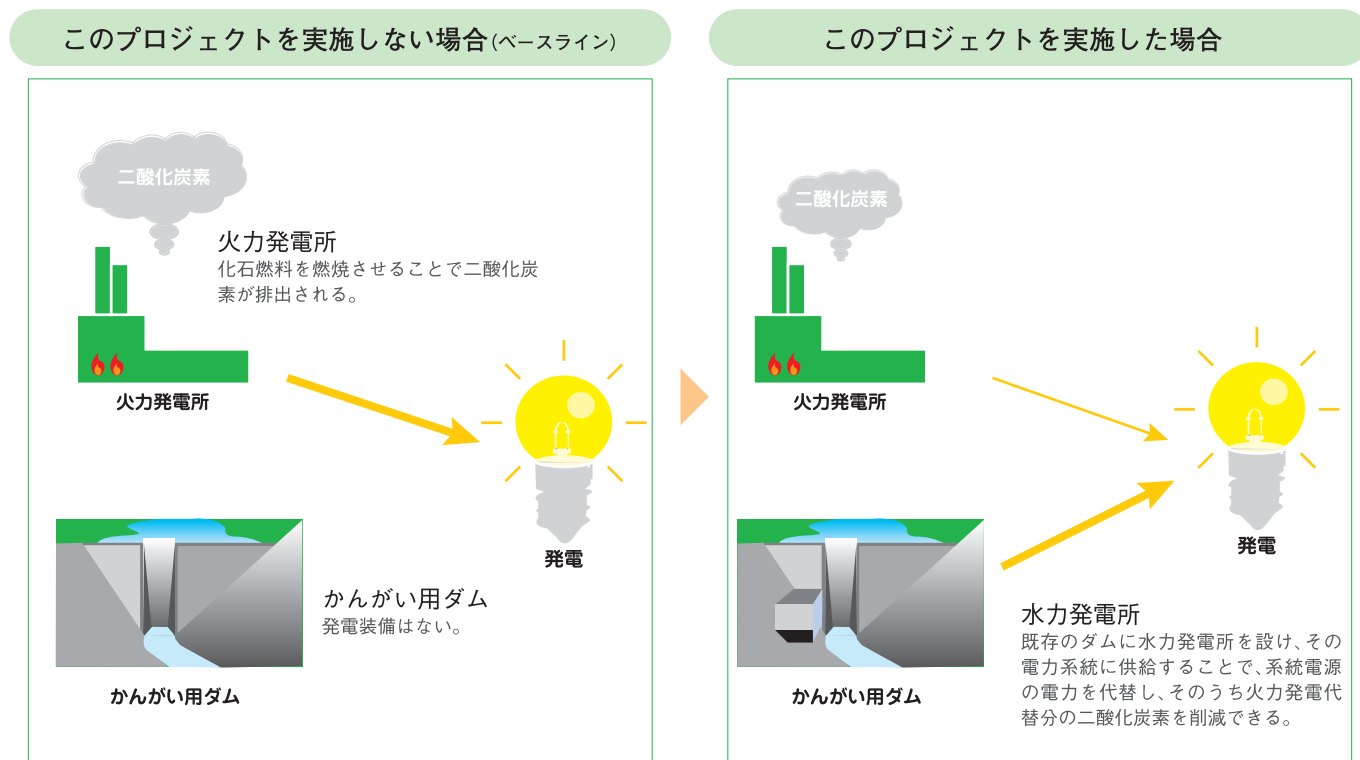 このプロジェクトを実施しない場合(ベースライン)
二酸化炭素
火力発電所
化石燃料を燃焼させることで二酸化炭
素が排出される。
火力発電所
発電
かんがい用ダム
発電装備はない。
かんがい用ダム
このプロジェクトを実施した場合
二酸化炭素
火力発電所
発電
水力発電所
既存のダムに水力発電所を設け、その
電力系統に供給することで、系統電源
の電力を代替し、そのうち火力発電代
替分の二酸化炭素を削減できる。
かんがい用ダム